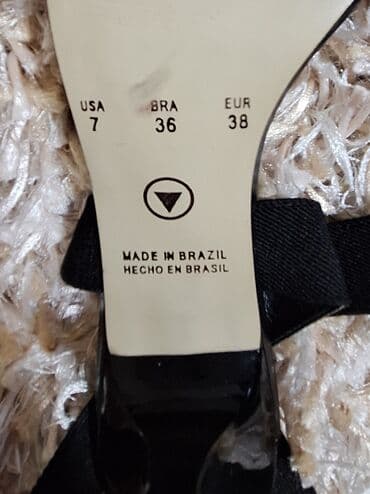 USA BRA EUR
7 36 38
MADE IN BRAZIL
HECHO EN BRASIL